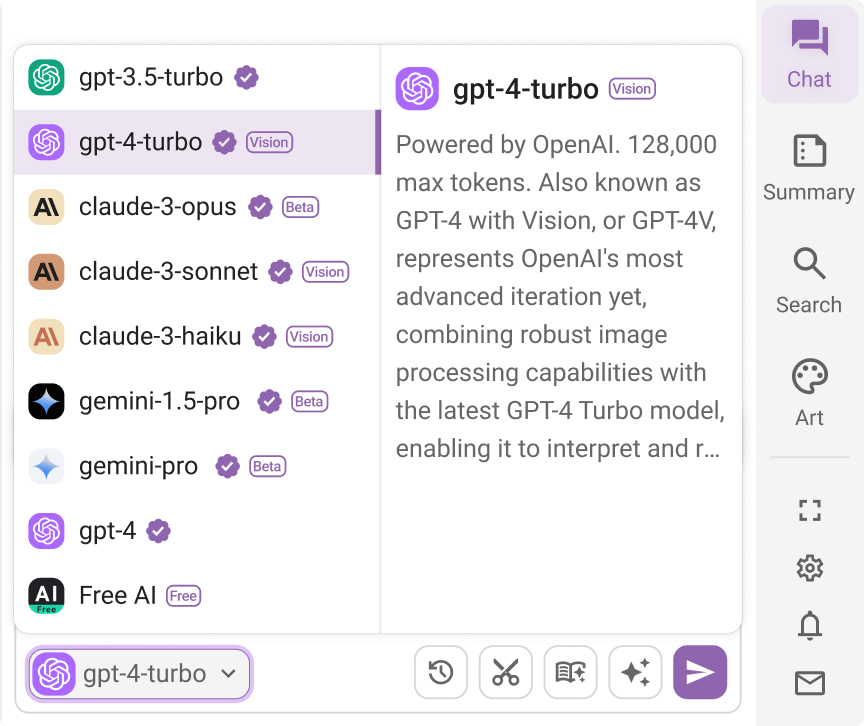 gpt-3.5-turbo
gpt-4-turbo Vision
claude-3-opus Beta
claude-3-sonnet Vision
claude-3-haiku Vision
gemini-1.5-pro Beta
gemini-pro Beta
gpt-4
AI Free Free AI Free
gpt-4-turbo Vision
Powered by OpenAI. 128,000
max tokens. Also known as
GPT-4 with Vision, or GPT-4V,
represents OpenAI's most
advanced iteration yet,
combining robust image
processing capabilities with
the latest GPT-4 Turbo model,
enabling it to interpret and r...
gpt-4-turbo
Chat
Summary
Search
Art